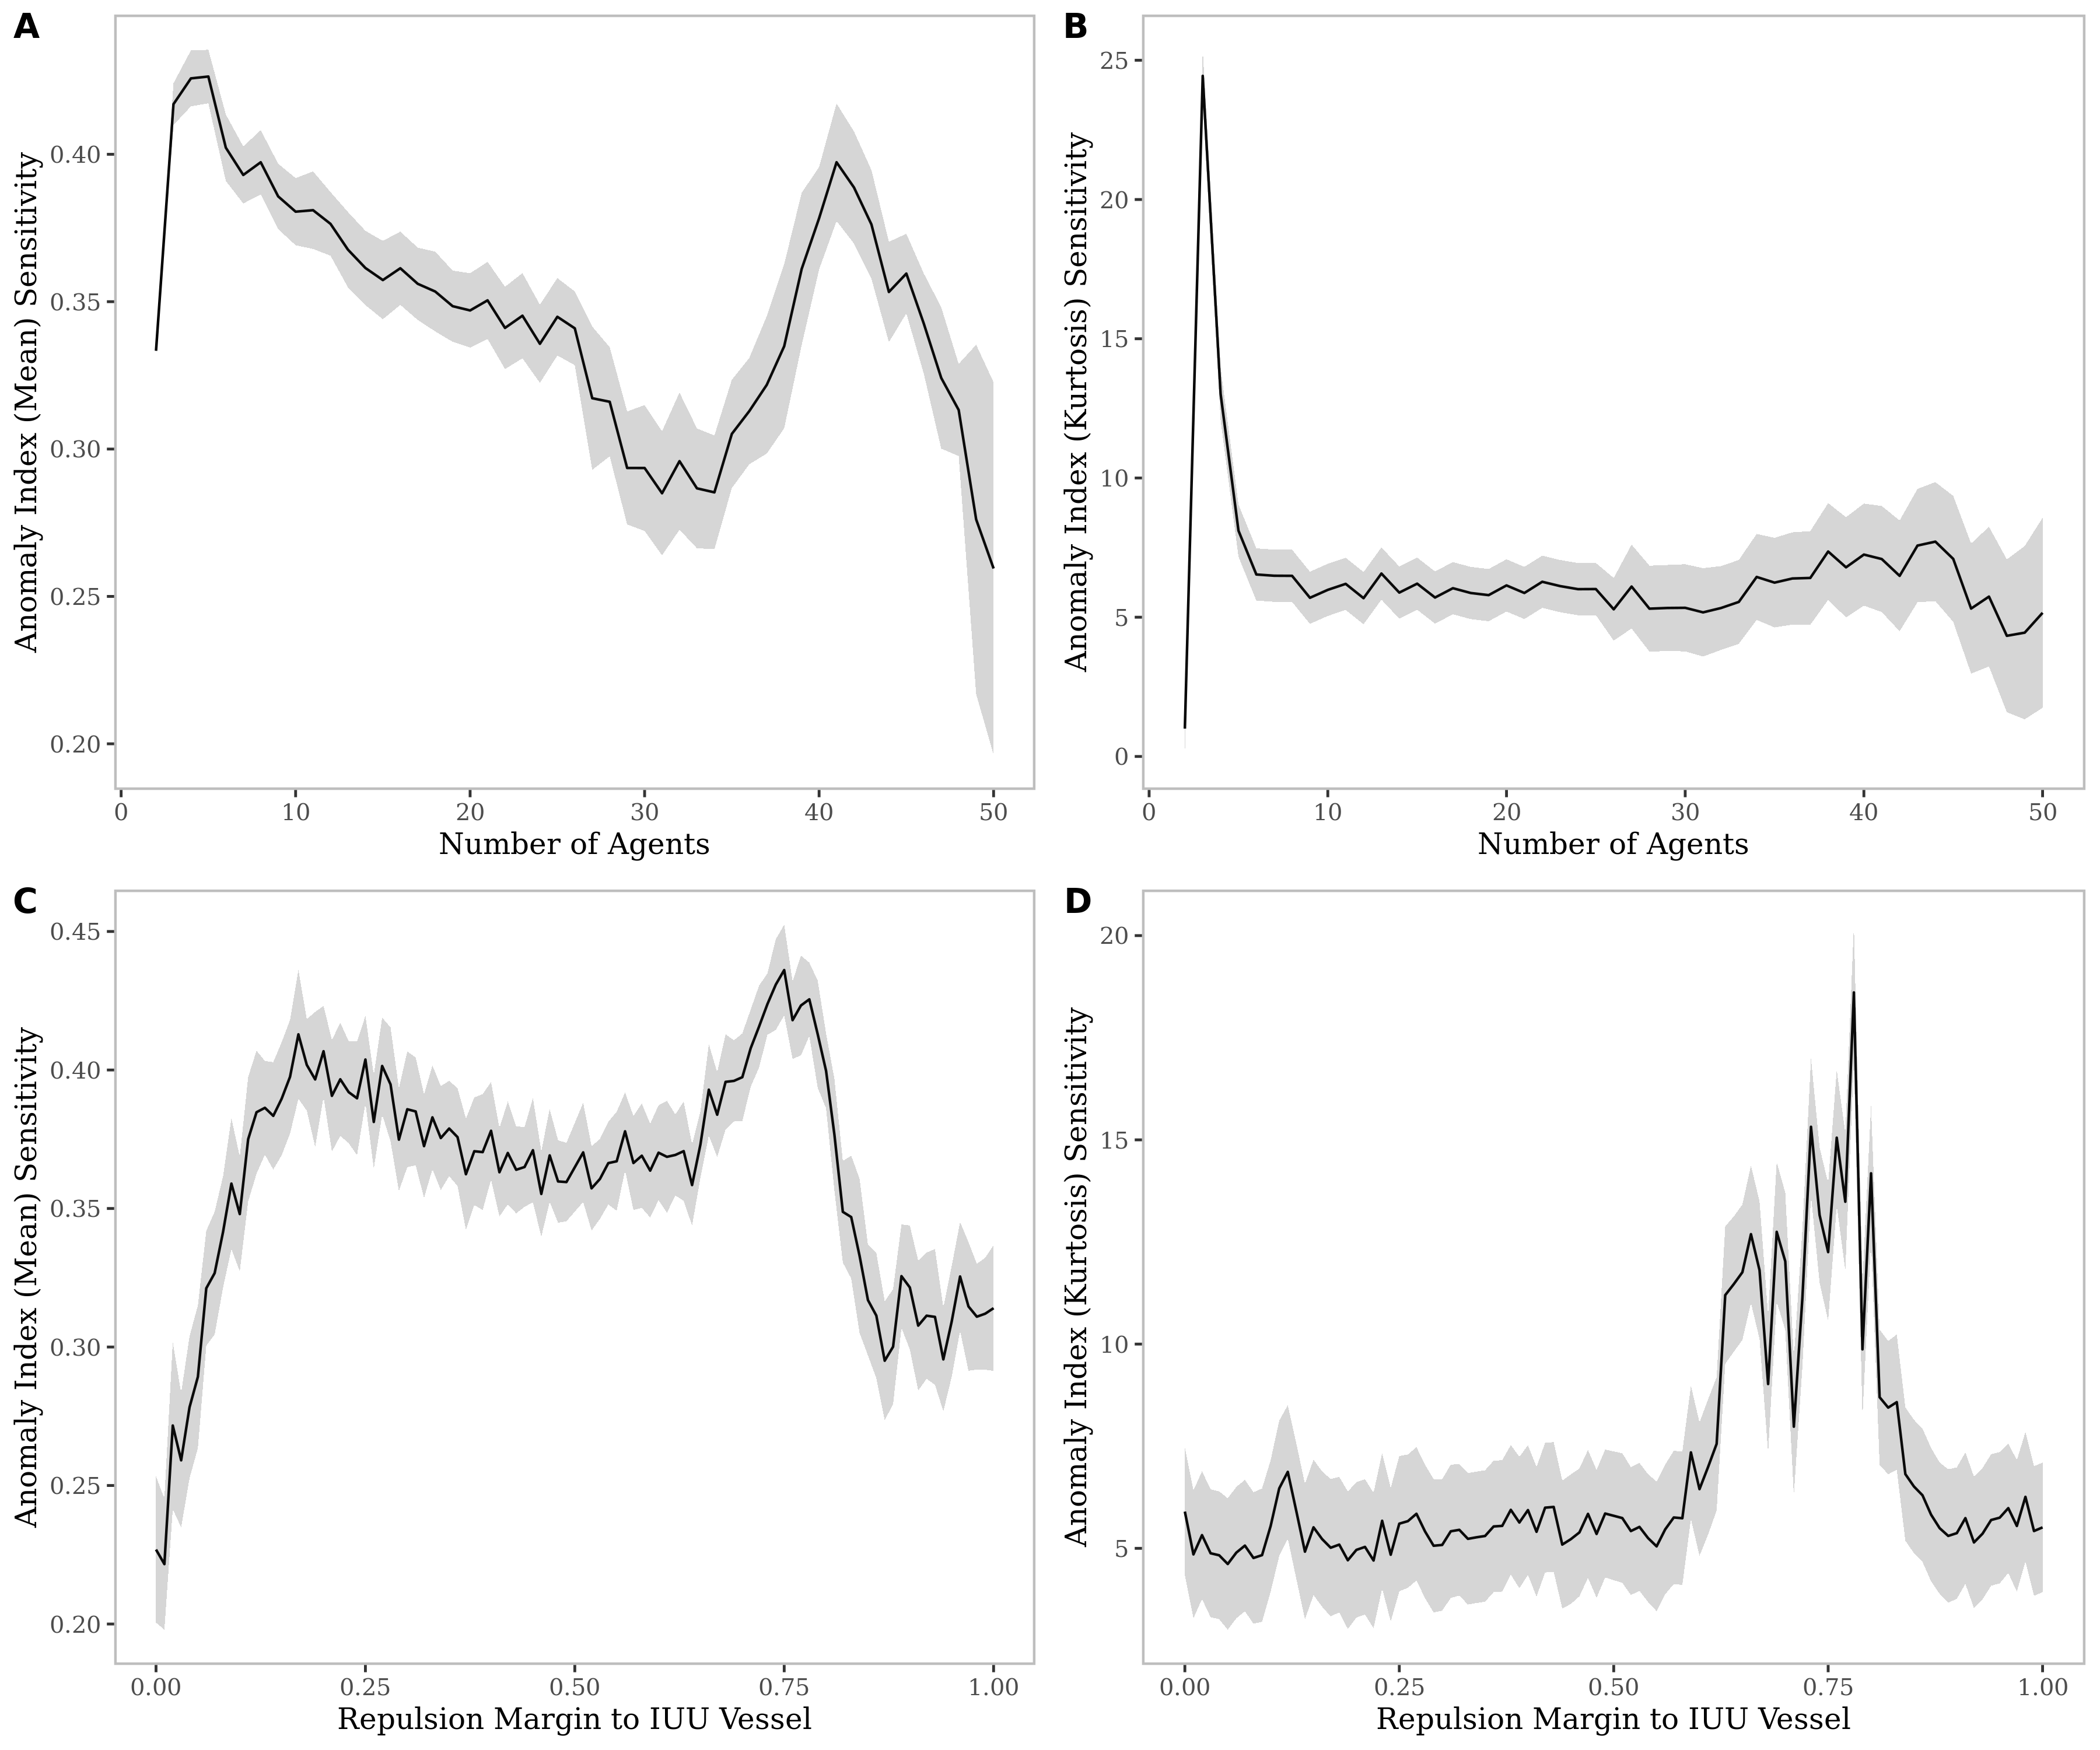 A
Anomaly Index (Mean) Sensitivity
0.40
0.35
0.30
0.25
0.20
0 10 20 30 40 50
Number of Agents
B
Anomaly Index (Kurtosis) Sensitivity
25
20
15
10
5
0
0 10 20 30 40 50
Number of Agents
C
Anomaly Index (Mean) Sensitivity
0.45
0.40
0.35
0.30
0.25
0.20
0.00 0.25 0.50 0.75 1.00
Repulsion Margin to IUU Vessel
D
Anomaly Index (Kurtosis) Sensitivity
20
15
10
5
0.00 0.25 0.50 0.75 1.00
Repulsion Margin to IUU Vessel